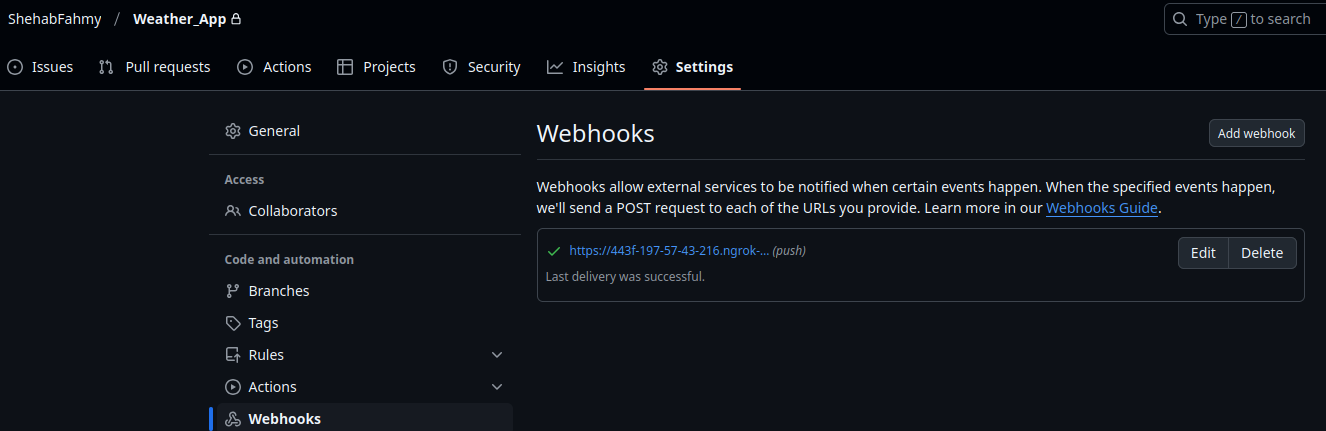 ShehabFahmy / Weather_App
Type / to search
Issues Pull requests Actions Projects Security Insights Settings
General
Access
Collaborators
Code and automation
Branches
Tags
Rules
Actions
Webhooks
Webhooks
Add webhook
Webhooks allow external services to be notified when certain events happen. When the specified events happen,
we'll send a POST request to each of the URLs you provide. Learn more in our Webhooks Guide.
https://443f-197-57-43-216.ngrok-... (push)
Edit Delete
Last delivery was successful.